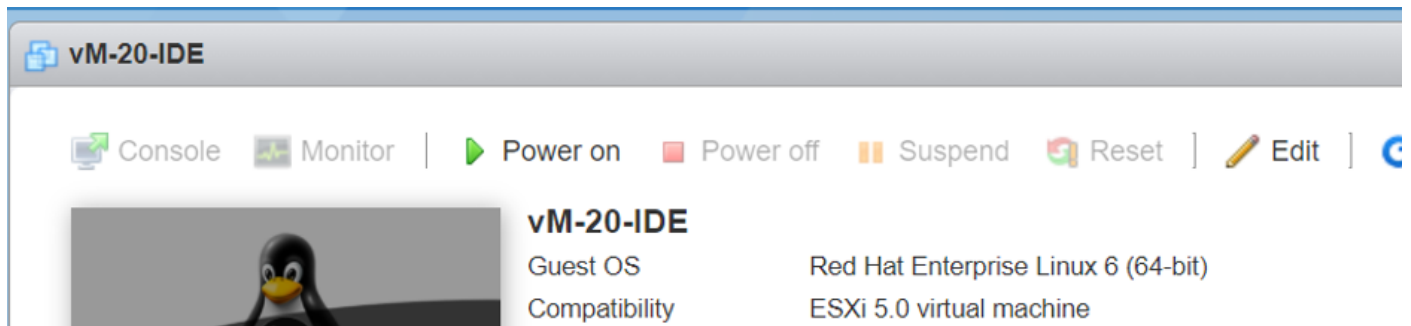 vM-20-IDE
Console Monitor Power on Power off Suspend Reset Edit
vM-20-IDE
Guest OS Red Hat Enterprise Linux 6 (64-bit)
Compatibility ESXi 5.0 virtual machine